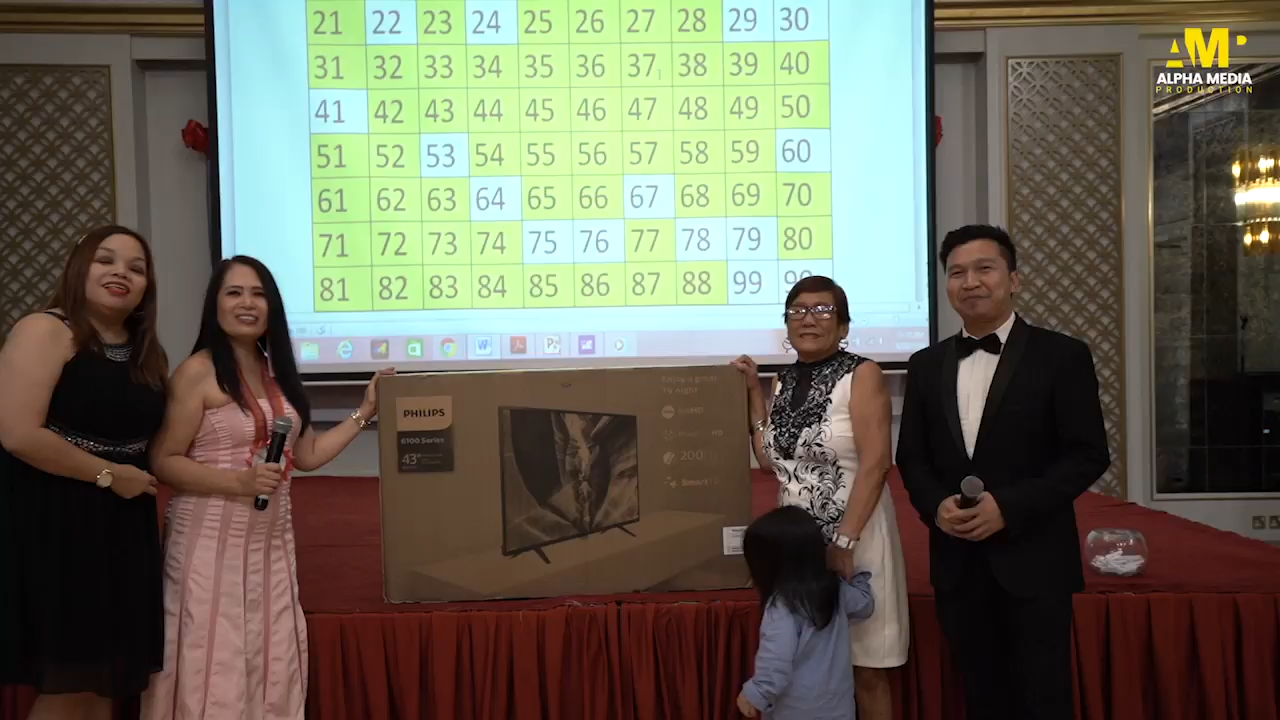 21 22 23 24 25 26 27 28 29 30
31 32 33 34 35 36 37 38 39 40
41 42 43 44 45 46 47 48 49 50
51 52 53 54 55 56 57 58 59 60
61 62 63 64 65 66 67 68 69 70
71 72 73 74 75 76 77 78 79 80
81 82 83 84 85 86 87 88 99
AMP
ALPHA MEDIA
PRODUCTION
PHILIPS
6100 Series
43"
TV night
200
Smart